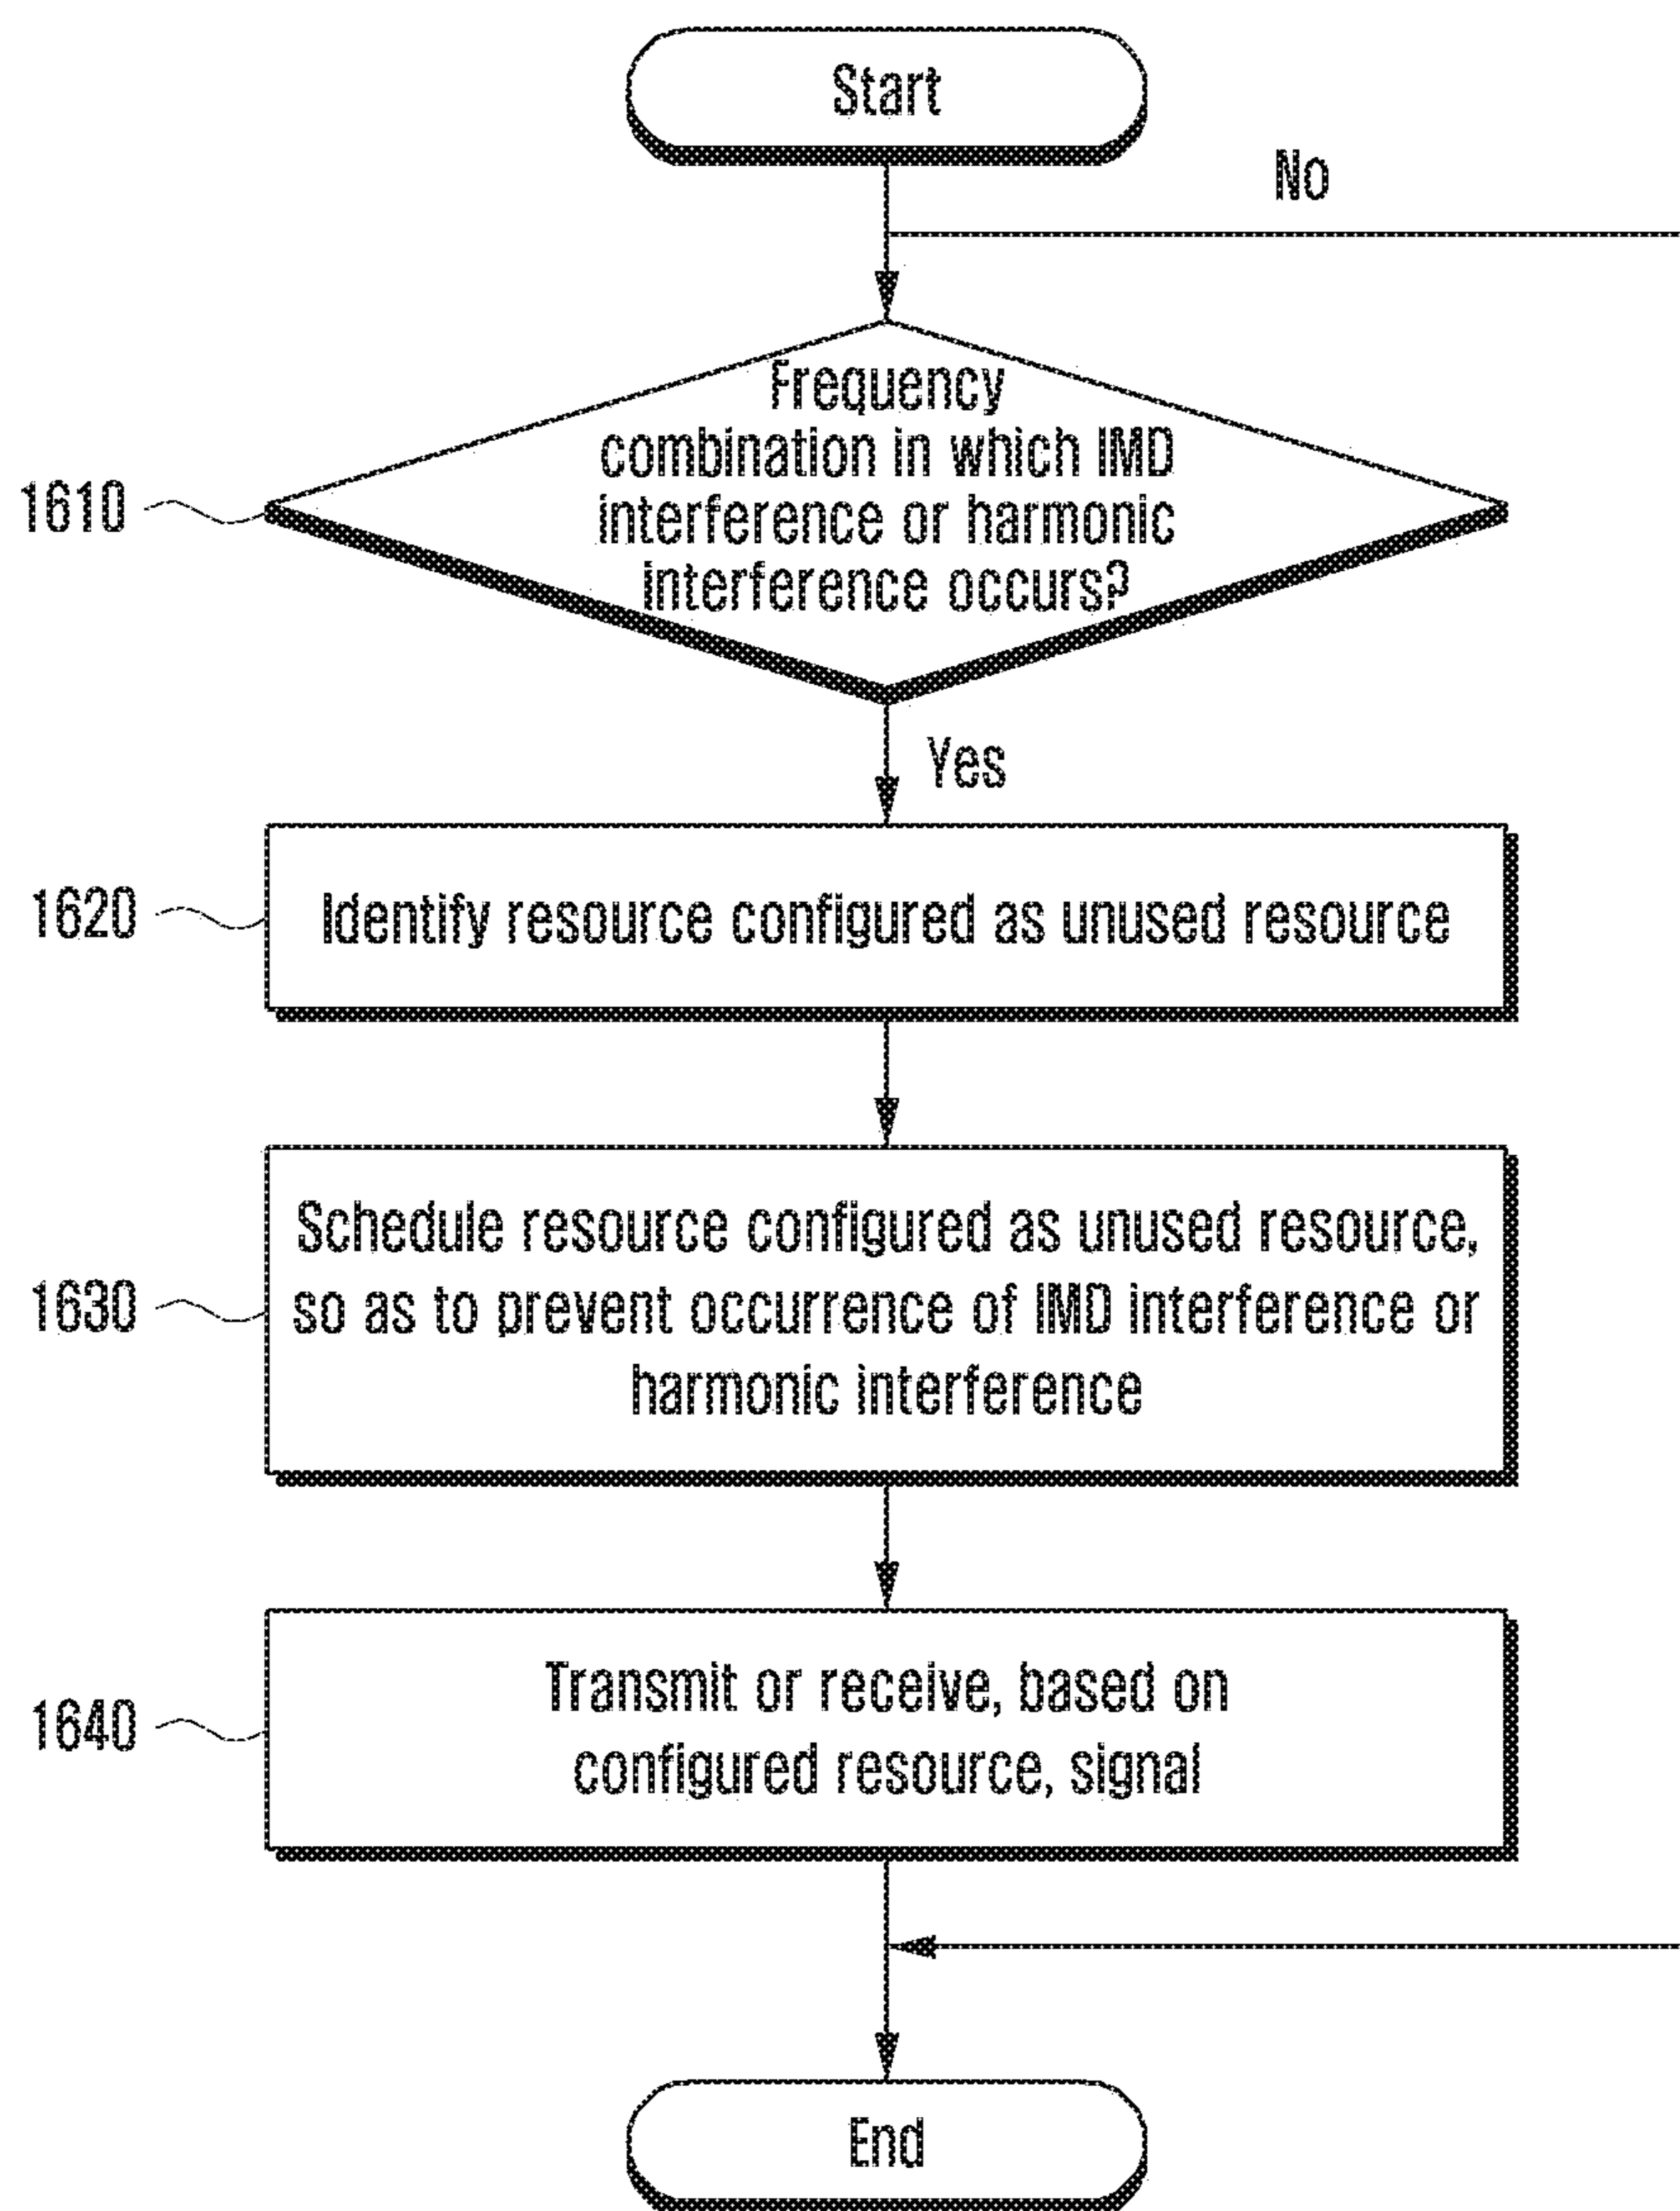 Start
No
Frequency
combination in which IMD
interference or harmonic
interference occurs?
1610
Yes
1620
Identify resource configured as unused resource
Schedule resource configured as unused resource,
so as to prevent occurrence of IMD interference or
harmonic interference
1630
Transmit or receive, based on
configured resource, signal
1640
End